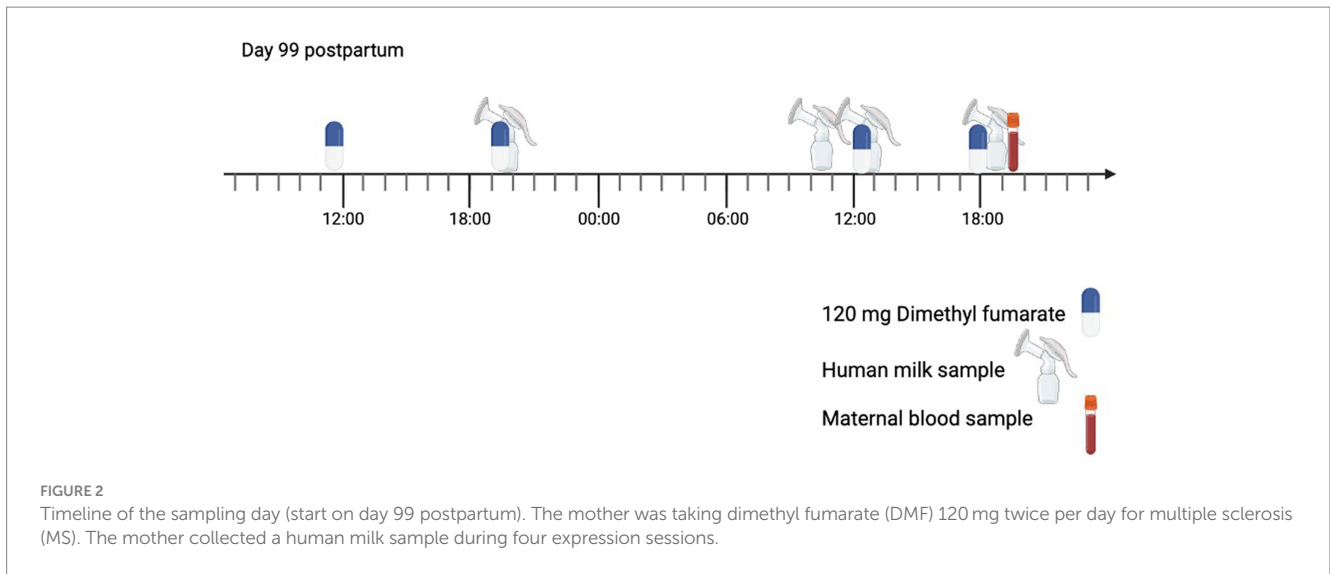 Day 99 postpartum
12:00 18:00 00:00 06:00 12:00 18:00
120 mg Dimethyl fumarate
Human milk sample
Maternal blood sample
FIGURE 2
Timeline of the sampling day (start on day 99 postpartum). The mother was taking dimethyl fumarate (DMF) 120 mg twice per day for multiple sclerosis
(MS). The mother collected a human milk sample during four expression sessions.